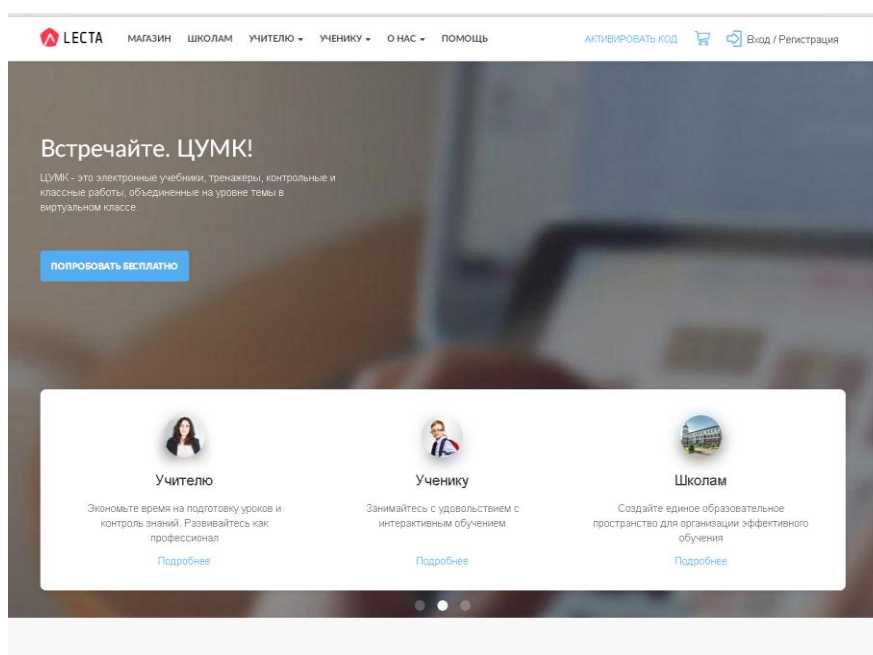 LECTA МАГАЗИН ШКОЛАМ УЧИТЕЛЮ УЧЕНИКУ О НАС ПОМОЩЬ АКТИВИРОВАТЬ КОД Вход / Регистрация
Встречайте. ЦУМК!
ЦУМК - это электронные учебники, тренажеры, контрольные и
классные работы, объединенные на уровне темы в
виртуальном классе.
ПОПРОБОВАТЬ БЕСПЛАТНО
Учителю
Экономьте время на подготовку уроков и
контроль знаний. Развивайтесь как
профессионал
Подробнее
Ученику
Занимайтесь с удовольствием с
интерактивным обучением
Подробнее
Школам
Создайте единое образовательное
пространство для организации эффективного
обучения
Подробнее